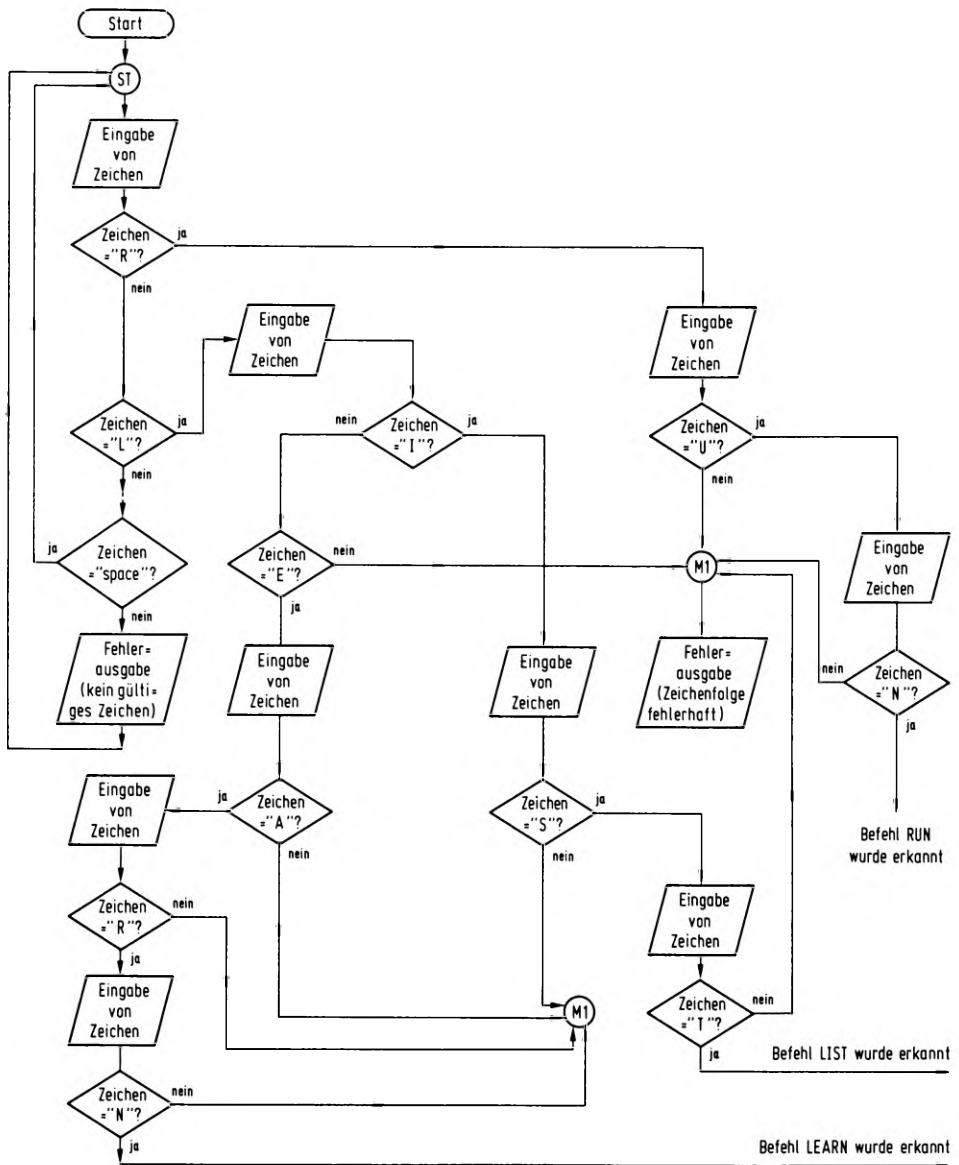 Start
ST
Eingabe
von
Zeichen
Zeichen
="R"?
ja
nein
Eingabe
von
Zeichen
Eingabe
von
Zeichen
Zeichen
="L"?
ja
nein
Zeichen
="I"?
nein
ja
Zeichen
="U"?
ja
nein
Zeichen
="space"?
ja
nein
Zeichen
="E"?
nein
ja
M1
Eingabe
von
Zeichen
Fehler=
ausgabe
(kein gülti=
ges Zeichen)
Eingabe
von
Zeichen
Eingabe
von
Zeichen
Fehler=
ausgabe
(Zeichenfolge
fehlerhaft)
Zeichen
="N"?
nein
ja
Eingabe
von
Zeichen
Zeichen
="A"?
ja
nein
Zeichen
="S"?
ja
nein
Befehl RUN
wurde erkannt
Zeichen
="R"?
nein
ja
Eingabe
von
Zeichen
Eingabe
von
Zeichen
M1
Zeichen
="T"?
nein
ja
Befehl LIST wurde erkannt
Zeichen
="N"?
nein
ja
Befehl LEARN wurde erkannt